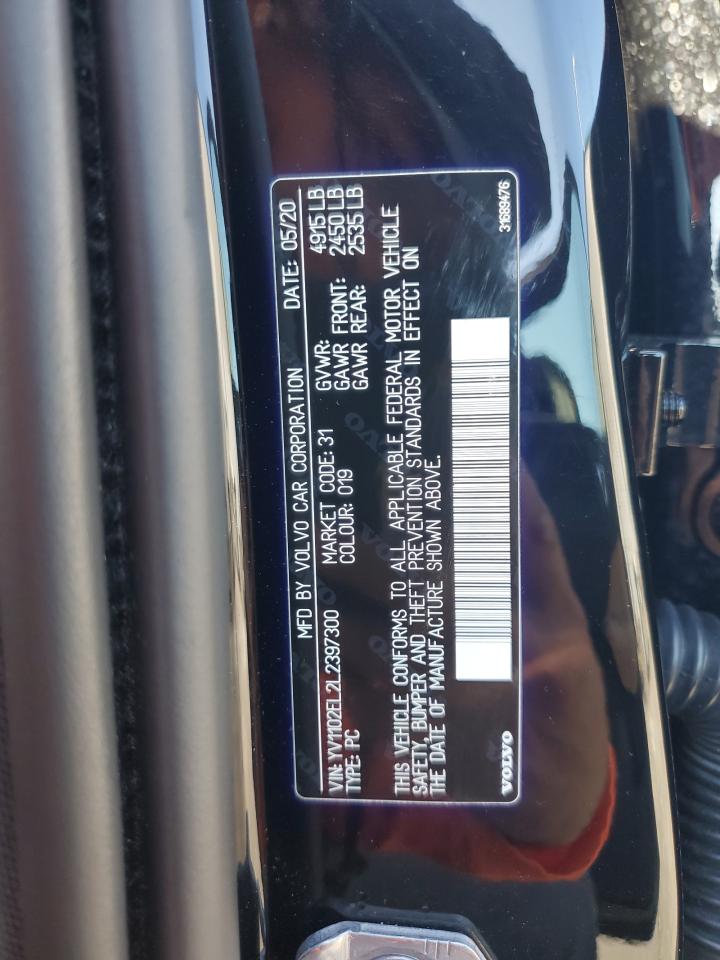 MFD BY VOLVO CAR CORPORATION DATE: 05/20
VIN: YV1102EL2L2397300 MARKET CODE: 31 GVWR: 4915 LB
TYPE: PC COLOUR: 019 GAWR FRONT: 2450 LB
GAWR REAR: 2535 LB
THIS VEHICLE CONFORMS TO ALL APPLICABLE FEDERAL MOTOR VEHICLE
SAFETY, BUMPER AND THEFT PREVENTION STANDARDS IN EFFECT ON
THE DATE OF MANUFACTURE SHOWN ABOVE.
VOLVO 31689476